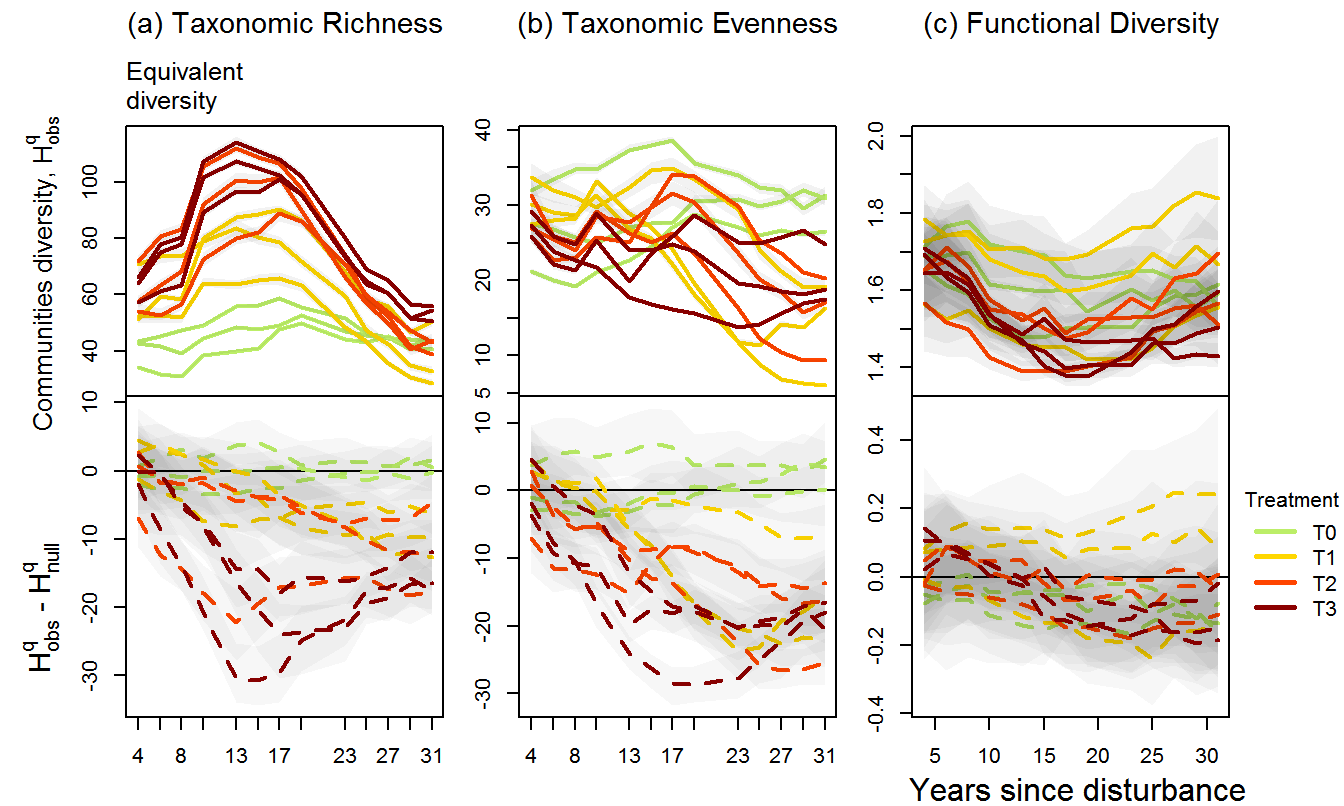 (a) Taxonomic Richness (b) Taxonomic Evenness (c) Functional Diversity
Equivalent
diversity
Communities diversity, H^q_obs
40 60 80 100
5 10 20 30 40
1.4 1.6 1.8 2.0
H^q_obs - H^q_null
-30 -20 -10 0 10
-30 -20 -10 0 10
-0.4 -0.2 0.0 0.2 0.4
4 8 13 17 23 27 31
4 8 13 17 23 27 31
5 10 15 20 25 30
Years since disturbance
Treatment
T0
T1
T2
T3